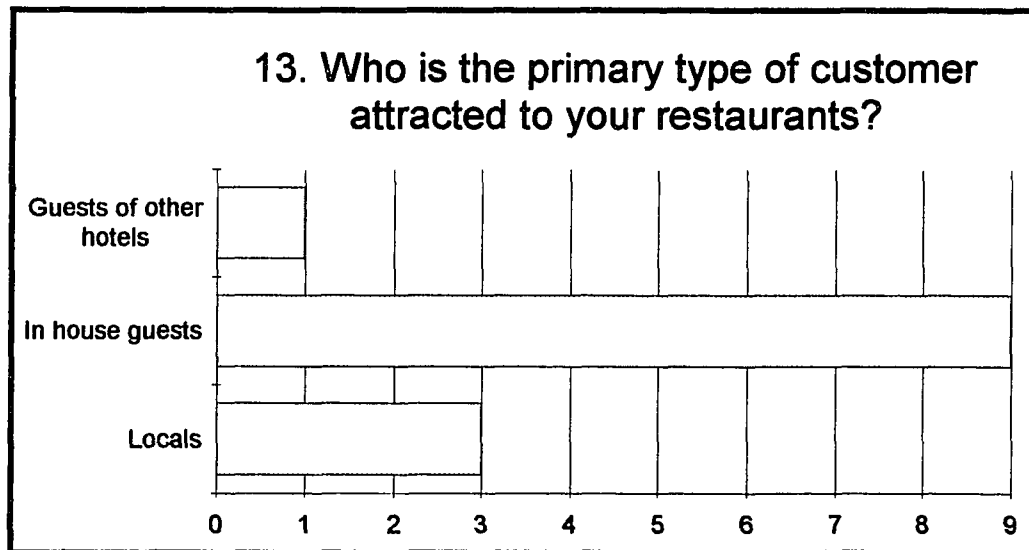 13. Who is the primary type of customer
attracted to your restaurants?
Guests of other
hotels
In house guests
Locals
0 1 2 3 4 5 6 7 8 9